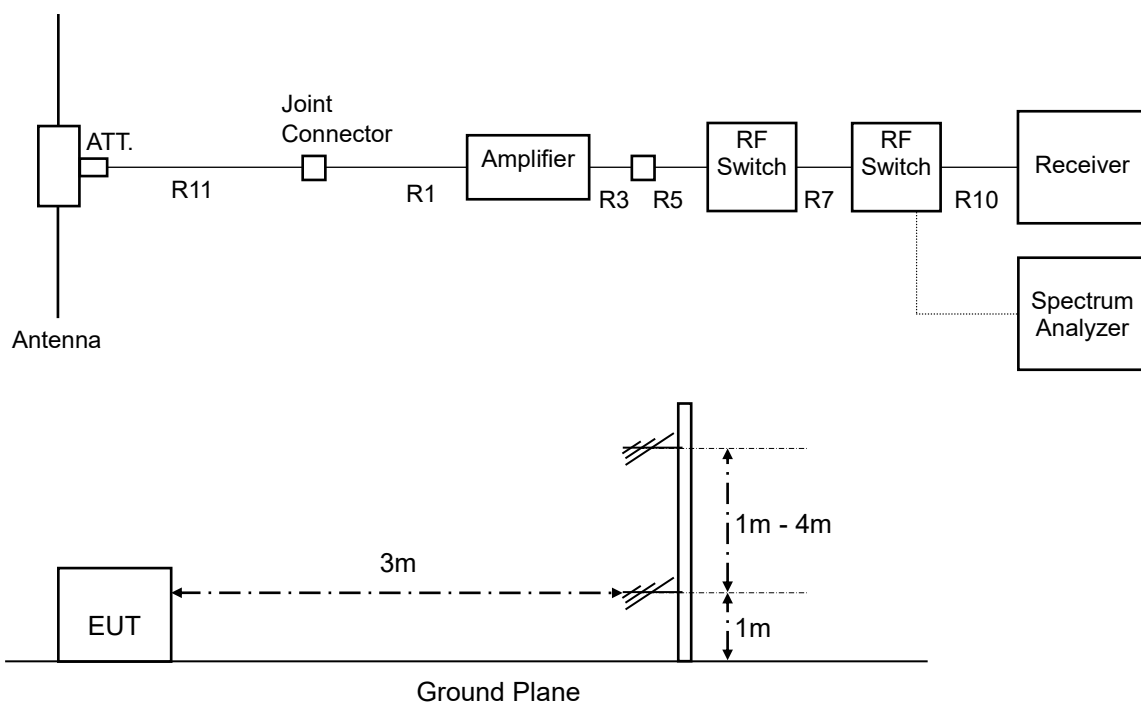 Joint
Connector
ATT.
Amplifier
RF
Switch
RF
Switch
Receiver
R11
R1
R3
R5
R7
R10
Spectrum
Analyzer
Antenna
1m - 4m
3m
EUT
1m
Ground Plane